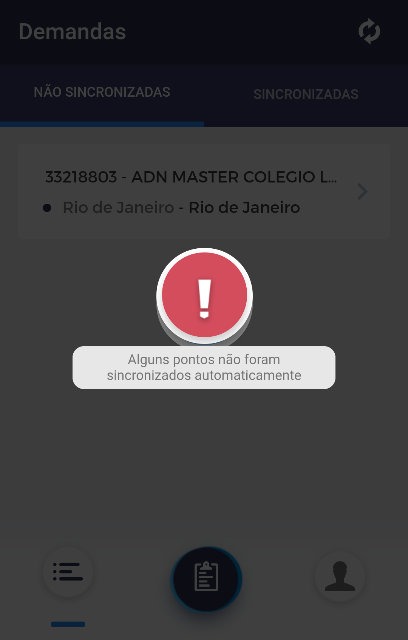 Demandas
NÃO SINCRONIZADAS
SINCRONIZADAS
33218803 - ADN MASTER COLEGIO L...
Rio de Janeiro - Rio de Janeiro
!
Alguns pontos não foram
sincronizados automaticamente